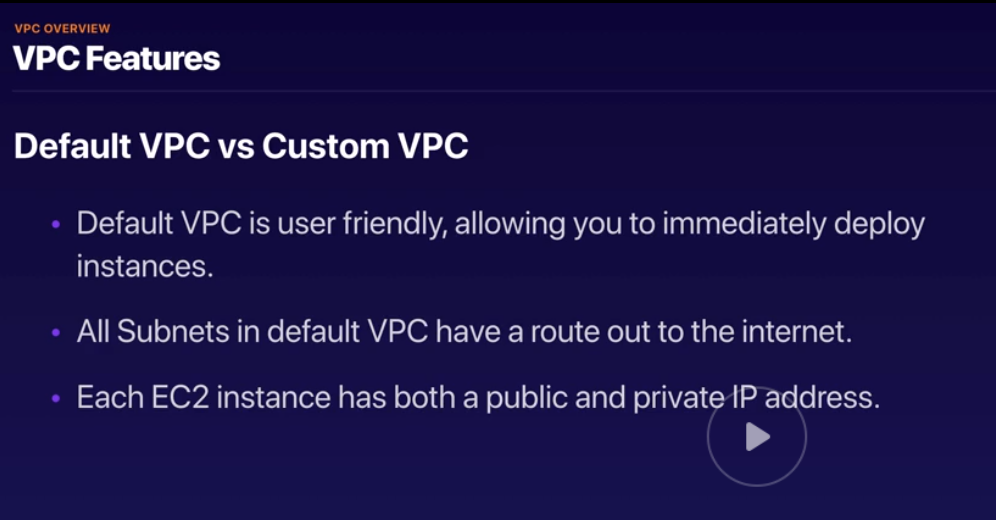 VPC OVERVIEW
VPC Features
Default VPC vs Custom VPC
• Default VPC is user friendly, allowing you to immediately deploy
instances.
• All Subnets in default VPC have a route out to the internet.
• Each EC2 instance has both a public and private IP address.